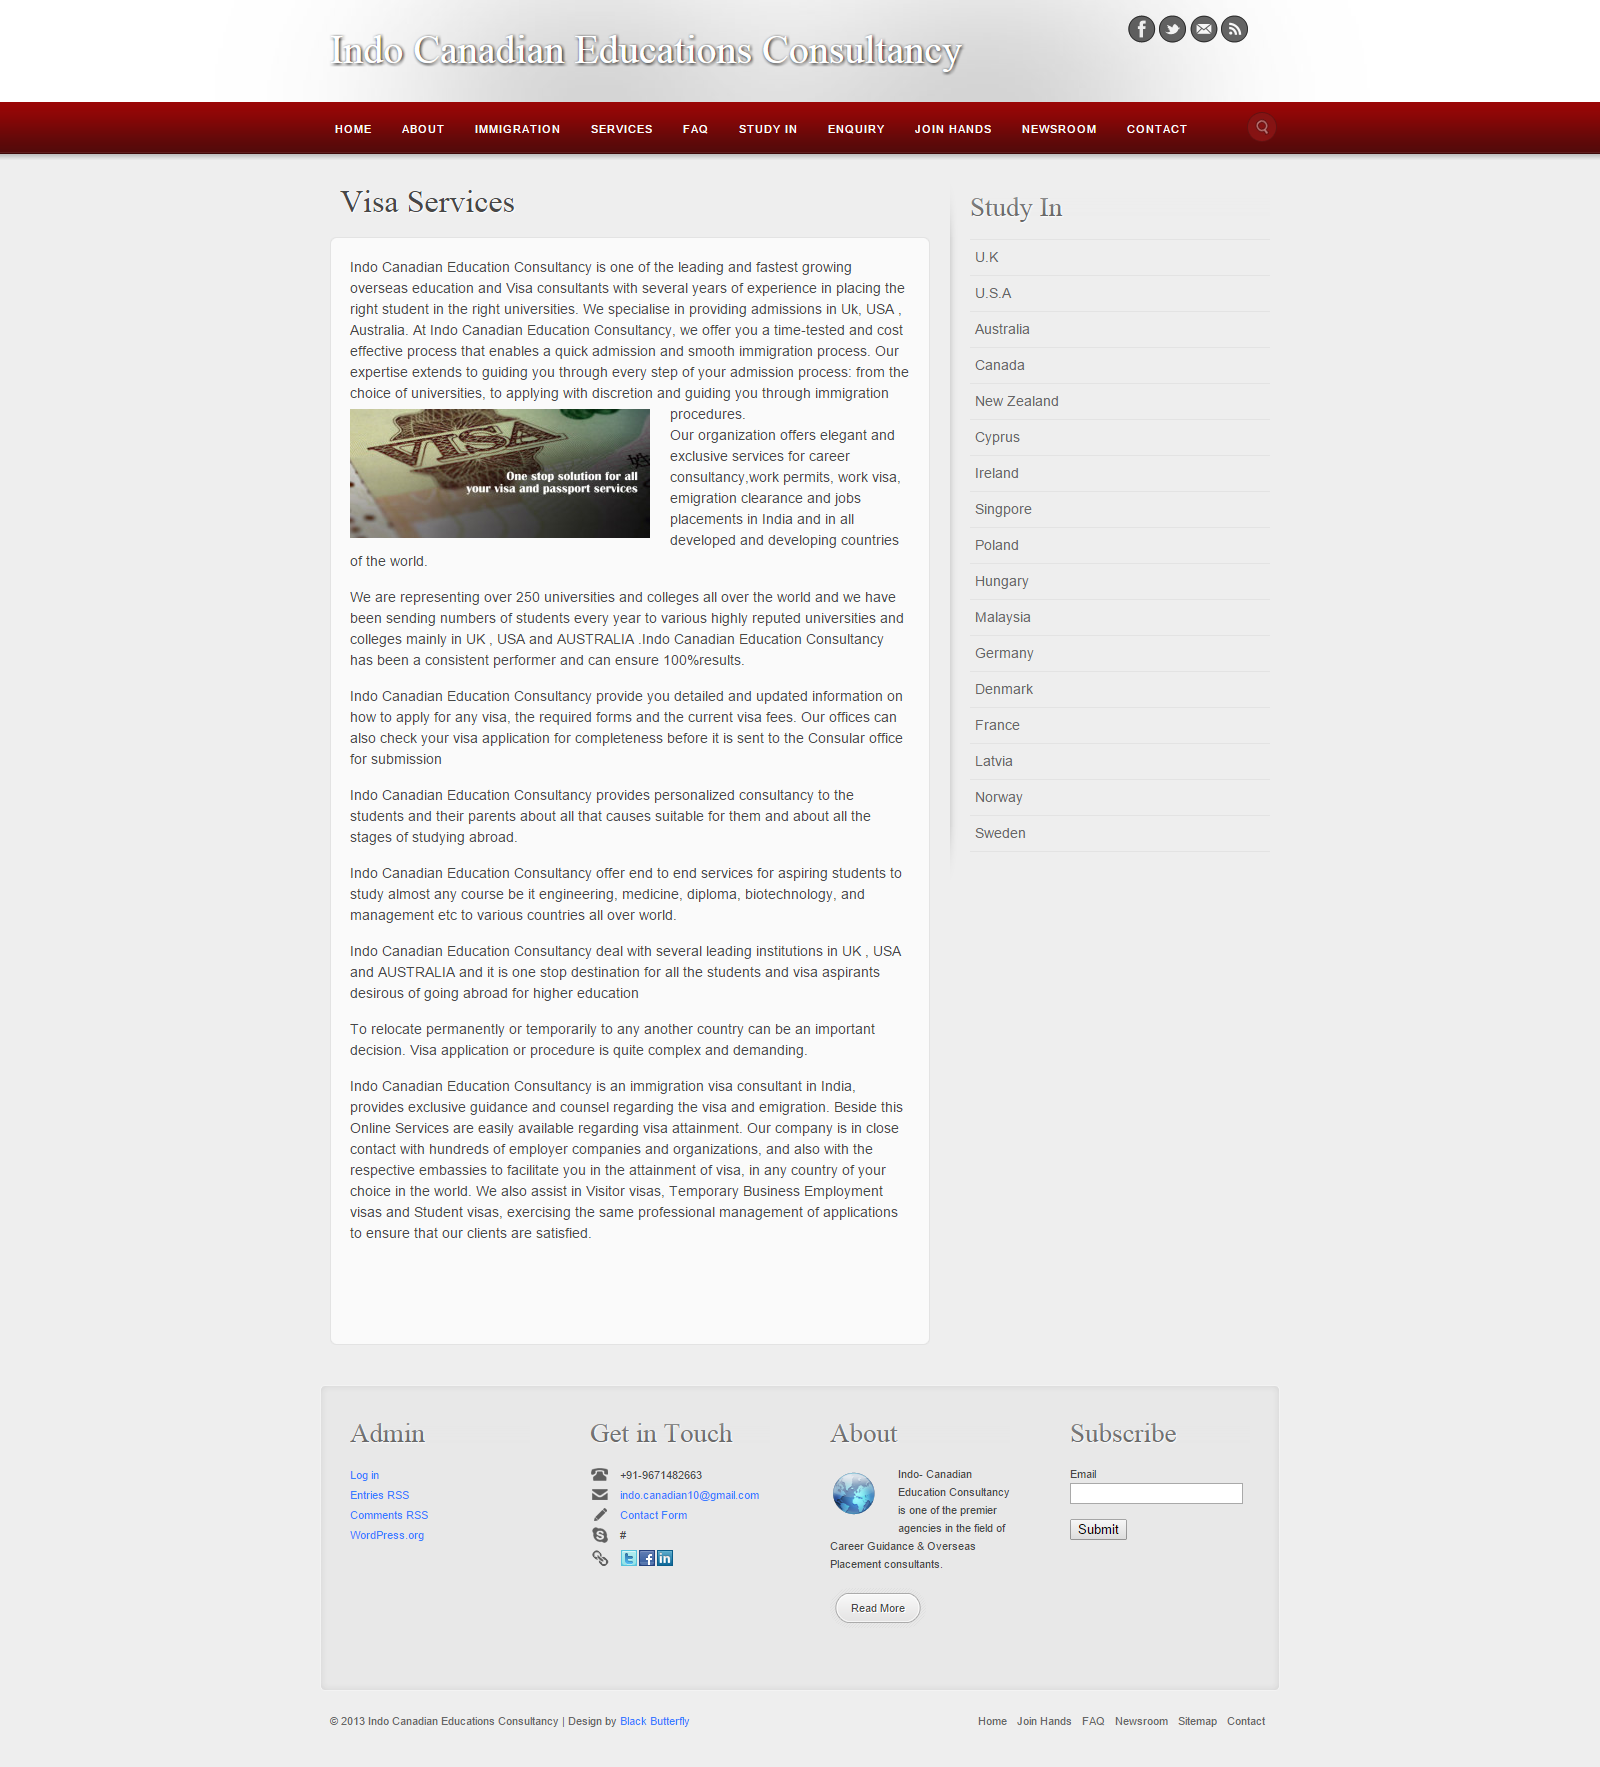 Indo Canadian Educations Consultancy
HOME ABOUT IMMIGRATION SERVICES FAQ STUDY IN ENQUIRY JOIN HANDS NEWSROOM CONTACT
Visa Services
Indo Canadian Education Consultancy is one of the leading and fastest growing
overseas education and Visa consultants with several years of experience in placing the
right student in the right universities. We specialise in providing admissions in Uk, USA ,
Australia. At Indo Canadian Education Consultancy, we offer you a time-tested and cost
effective process that enables a quick admission and smooth immigration process. Our
expertise extends to guiding you through every step of your admission process: from the
choice of universities, to applying with discretion and guiding you through immigration
procedures.
VISA
One stop solution for all
your visa and passport services
Our organization offers elegant and
exclusive services for career
consultancy,work permits, work visa,
emigration clearance and jobs
placements in India and in all
developed and developing countries
of the world.
We are representing over 250 universities and colleges all over the world and we have
been sending numbers of students every year to various highly reputed universities and
colleges mainly in UK , USA and AUSTRALIA .Indo Canadian Education Consultancy
has been a consistent performer and can ensure 100%results.
Indo Canadian Education Consultancy provide you detailed and updated information on
how to apply for any visa, the required forms and the current visa fees. Our offices can
also check your visa application for completeness before it is sent to the Consular office
for submission
Indo Canadian Education Consultancy provides personalized consultancy to the
students and their parents about all that causes suitable for them and about all the
stages of studying abroad.
Indo Canadian Education Consultancy offer end to end services for aspiring students to
study almost any course be it engineering, medicine, diploma, biotechnology, and
management etc to various countries all over world.
Indo Canadian Education Consultancy deal with several leading institutions in UK , USA
and AUSTRALIA and it is one stop destination for all the students and visa aspirants
desirous of going abroad for higher education
To relocate permanently or temporarily to any another country can be an important
decision. Visa application or procedure is quite complex and demanding.
Indo Canadian Education Consultancy is an immigration visa consultant in India,
provides exclusive guidance and counsel regarding the visa and emigration. Beside this
Online Services are easily available regarding visa attainment. Our company is in close
contact with hundreds of employer companies and organizations, and also with the
respective embassies to facilitate you in the attainment of visa, in any country of your
choice in the world. We also assist in Visitor visas, Temporary Business Employment
visas and Student visas, exercising the same professional management of applications
to ensure that our clients are satisfied.
Study In
U.K
U.S.A
Australia
Canada
New Zealand
Cyprus
Ireland
Singpore
Poland
Hungary
Malaysia
Germany
Denmark
France
Latvia
Norway
Sweden
Admin
Log in
Entries RSS
Comments RSS
WordPress.org
Get in Touch
+91-9671482663
indo.canadian10@gmail.com
Contact Form
#
About
Indo- Canadian
Education Consultancy
is one of the premier
agencies in the field of
Career Guidance & Overseas
Placement consultants.
Read More
Subscribe
Email
Submit
© 2013 Indo Canadian Educations Consultancy | Design by Black Butterfly
Home Join Hands FAQ Newsroom Sitemap Contact